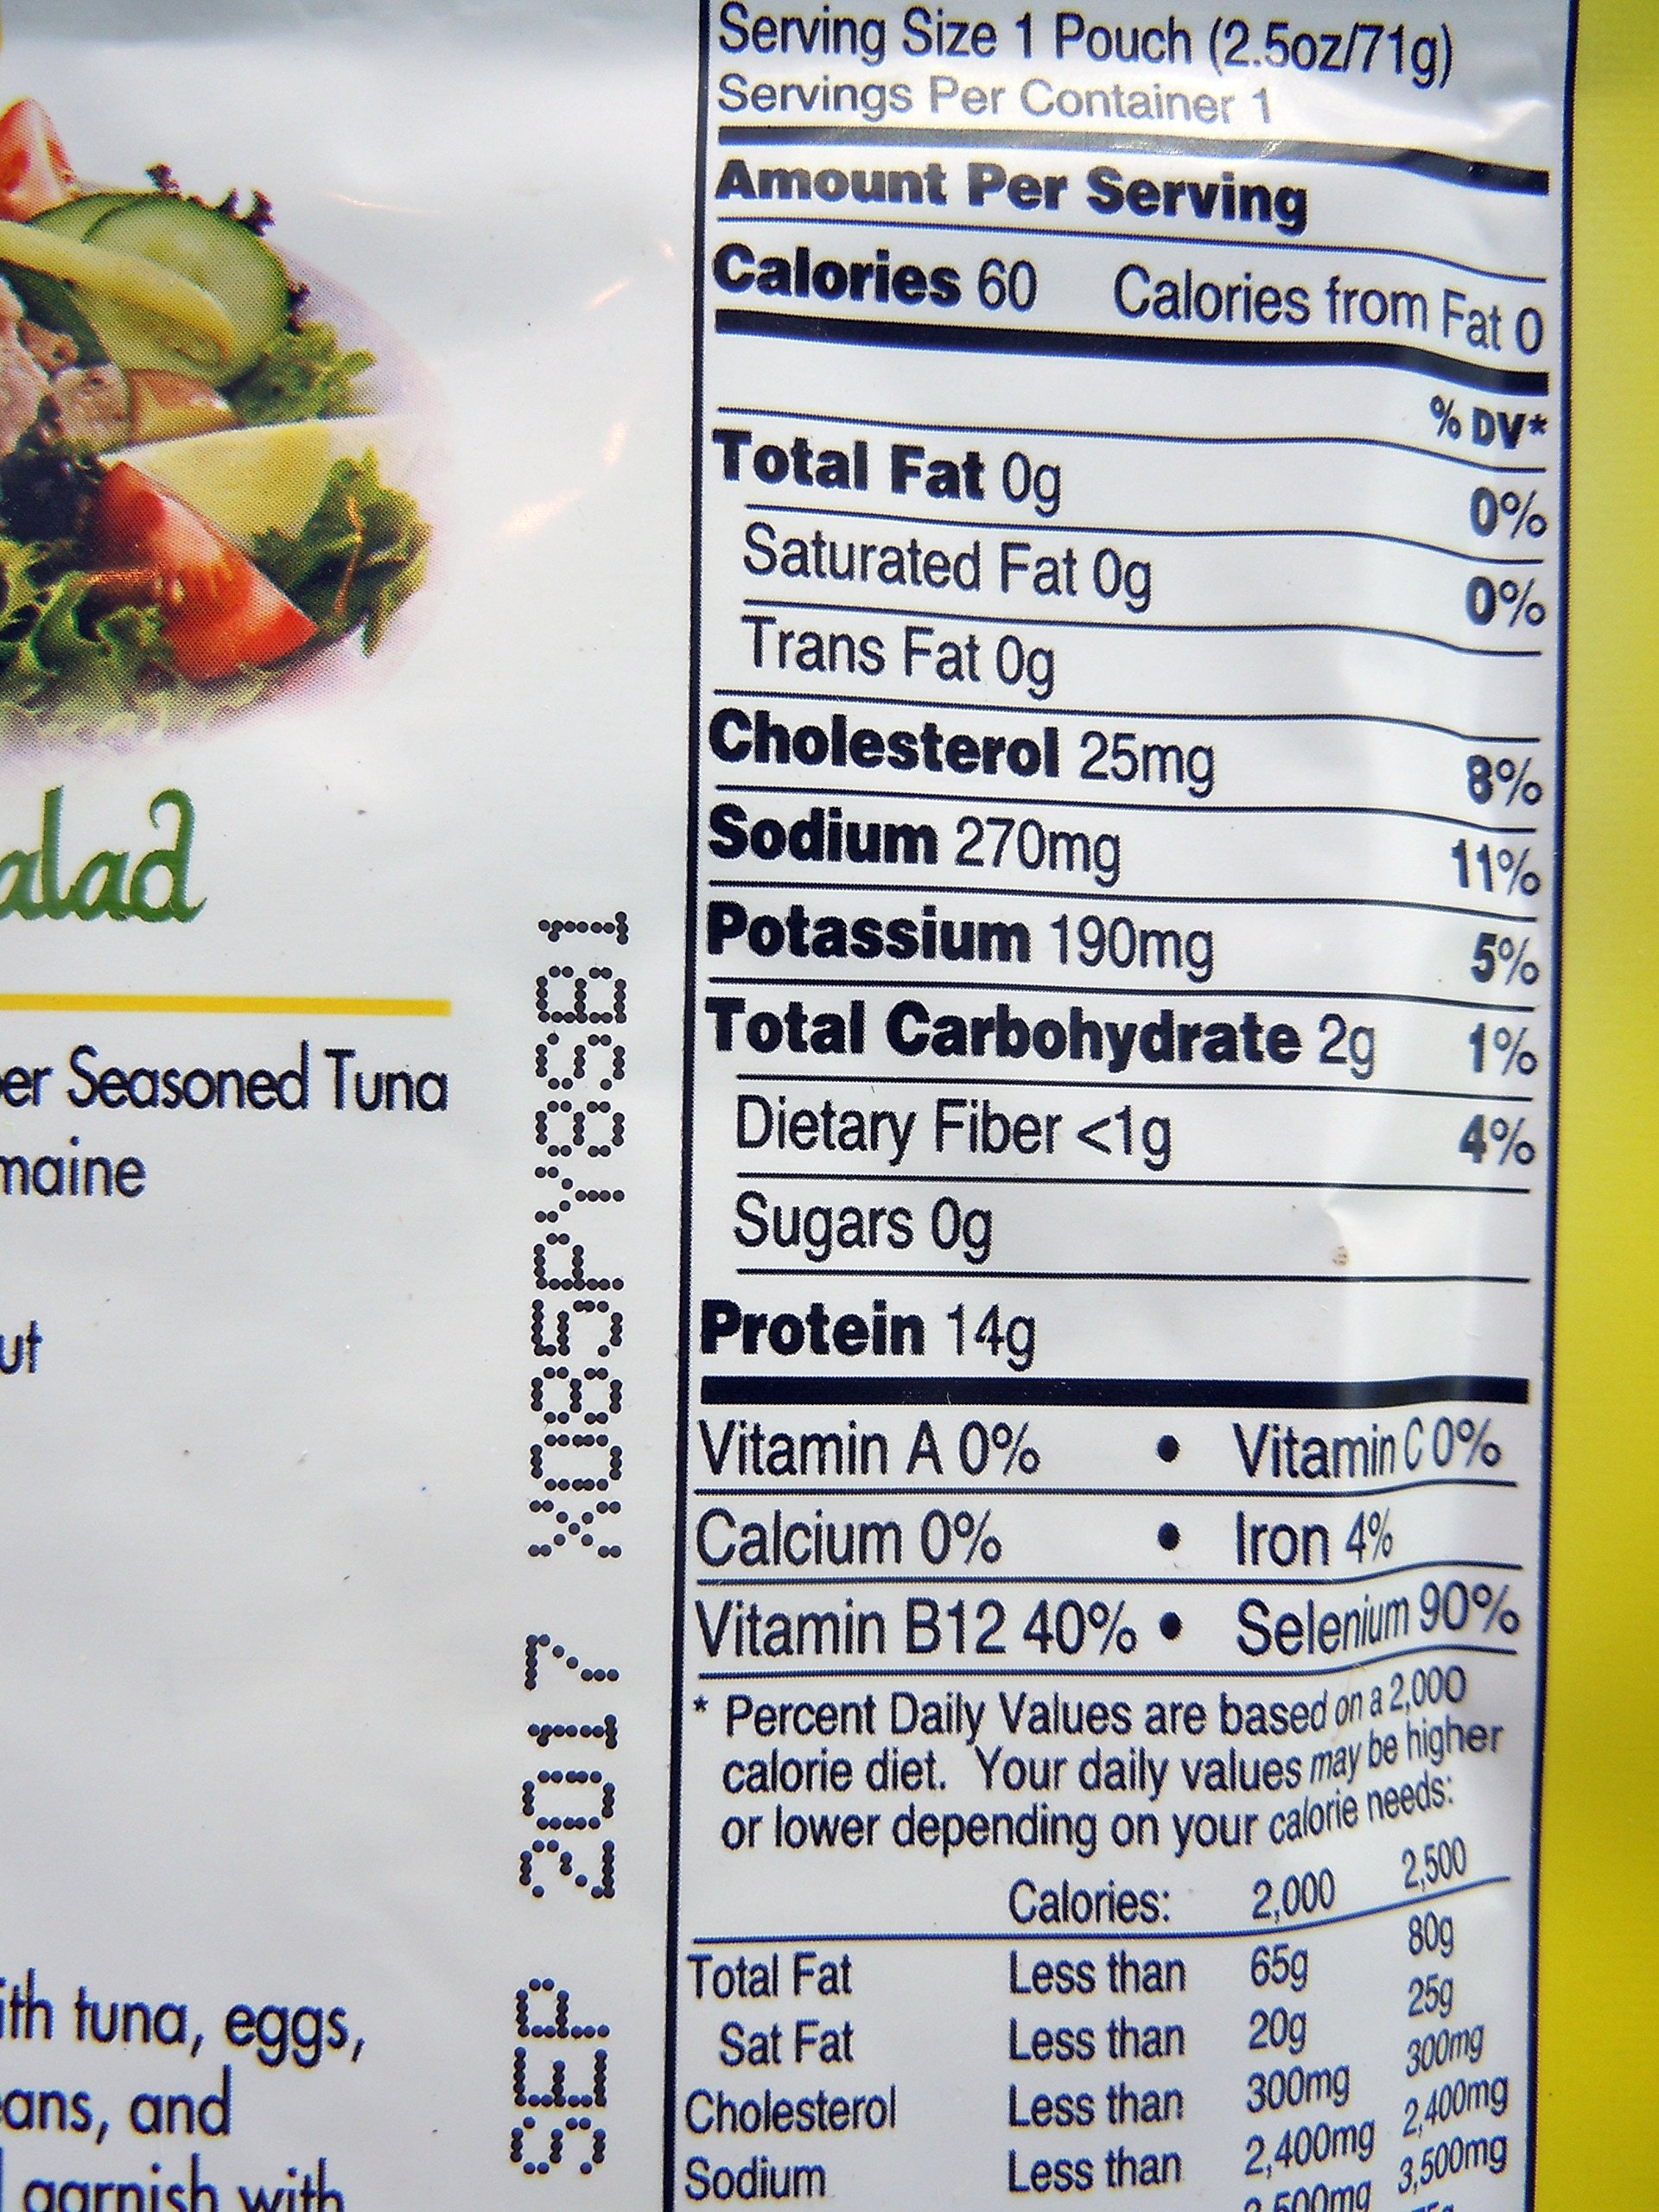 alad
er Seasoned Tuna
maine
ut
ith tuna, eggs,
ans, and
garnish with
SEP 2017 X085PY8SB1
Serving Size 1 Pouch (2.5oz/71g)
Servings Per Container 1
Amount Per Serving
Calories 60 Calories from Fat 0
% DV*
Total Fat 0g 0%
Saturated Fat 0g 0%
Trans Fat 0g
Cholesterol 25mg 8%
Sodium 270mg 11%
Potassium 190mg 5%
Total Carbohydrate 2g 1%
Dietary Fiber <1g 4%
Sugars 0g
Protein 14g
Vitamin A 0% • Vitamin C 0%
Calcium 0% • Iron 4%
Vitamin B12 40% • Selenium 90%
* Percent Daily Values are based on a 2,000
calorie diet. Your daily values may be higher
or lower depending on your calorie needs:
Calories: 2,000 2,500
Total Fat Less than 65g 80g
Sat Fat Less than 20g 25g
Cholesterol Less than 300mg 300mg
Sodium Less than 2,400mg 2,400mg
3,500mg